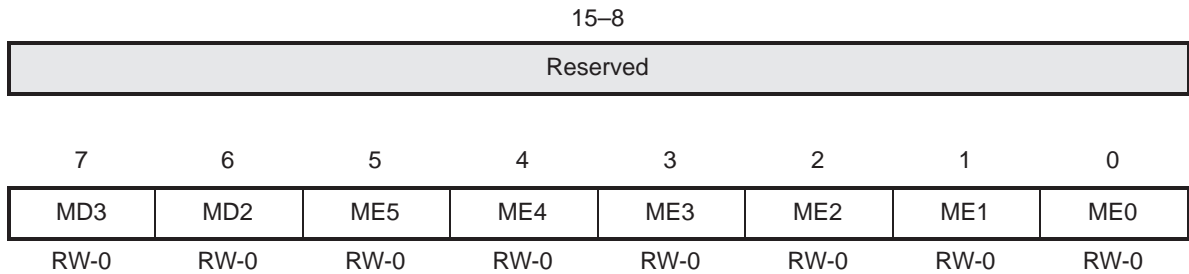 15–8
Reserved
7 6 5 4 3 2 1 0
MD3 MD2 ME5 ME4 ME3 ME2 ME1 ME0
RW-0 RW-0 RW-0 RW-0 RW-0 RW-0 RW-0 RW-0